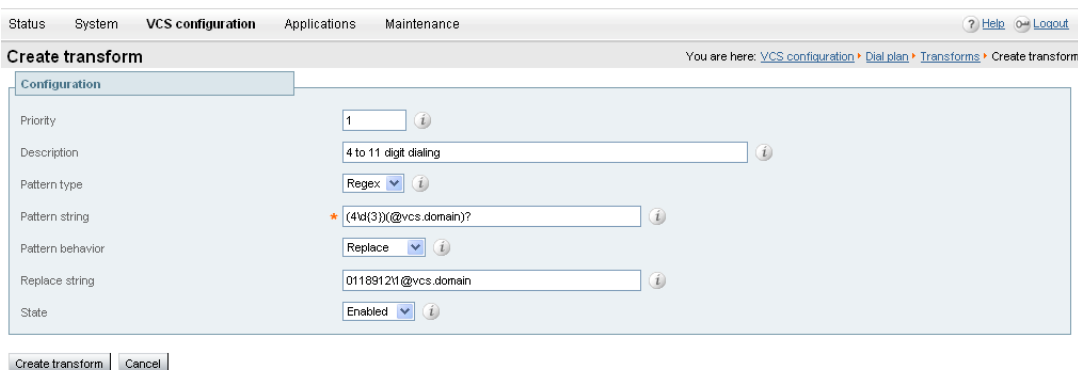 Status System VCS configuration Applications Maintenance ? Help Logout
Create transform You are here: VCS configuration Dial plan Transforms Create transform
Configuration
Priority 1 i
Description 4 to 11 digit dialing i
Pattern type Regex i
Pattern string * (4\d{3})(@vcs.domain)? i
Pattern behavior Replace i
Replace string 0118912\1@vcs.domain i
State Enabled i
Create transform Cancel